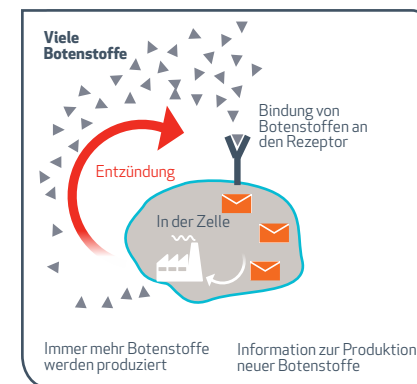 Viele
Botenstoffe
Bindung von
Botenstoffen an
den Rezeptor
Entzündung
In der Zelle
Immer mehr Botenstoffe
werden produziert
Information zur Produktion
neuer Botenstoffe